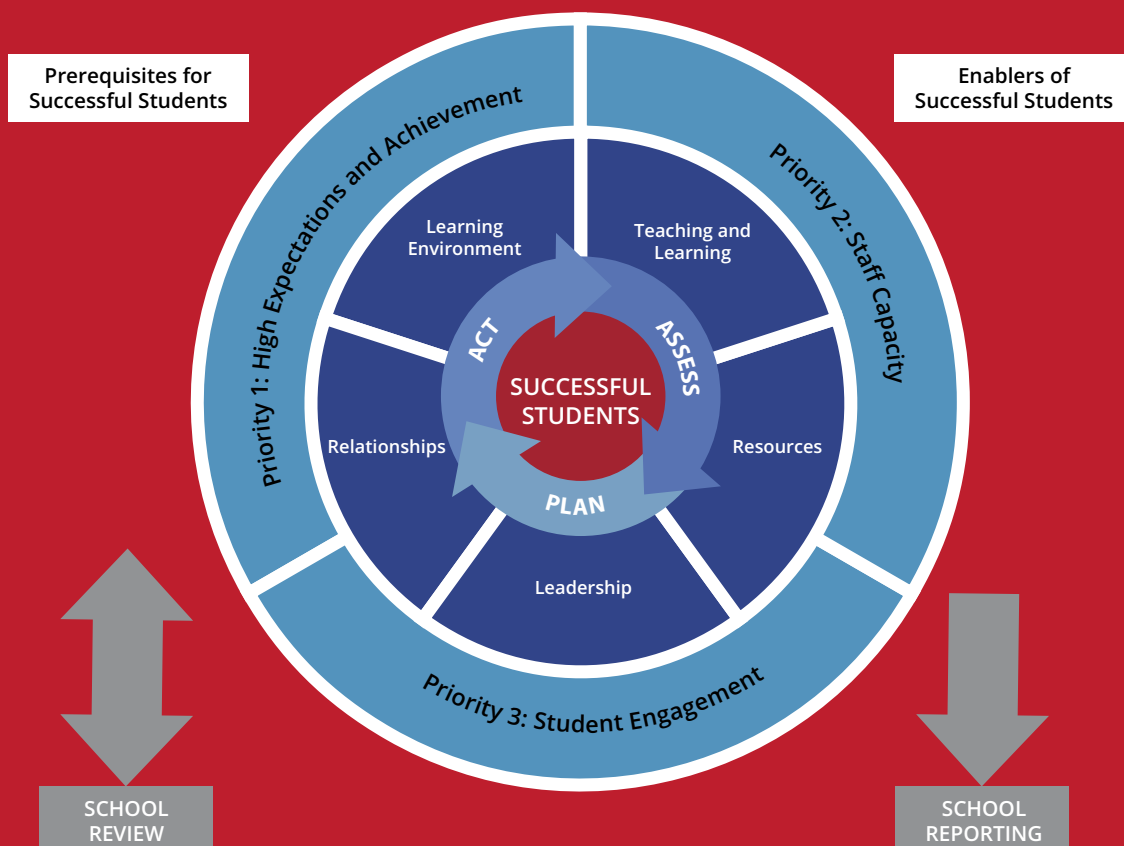 Prerequisites for
Successful Students
Enablers of
Successful Students
Priority 1: High Expectations and Achievement
Priority 2: Staff Capacity
Learning
Environment
Teaching and
Learning
ACT
ASSESS
SUCCESSFUL
STUDENTS
Relationships
Resources
PLAN
Leadership
Priority 3: Student Engagement
SCHOOL
REVIEW
SCHOOL
REPORTING